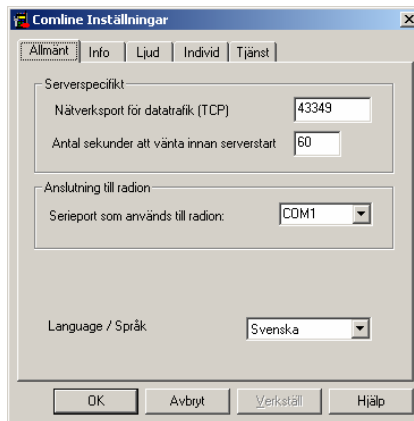 Comline Inställningar
Allmänt Info Ljud Individ Tjänst
Serverspecifikt
Nätverksport för datatrafik (TCP) 43349
Antal sekunder att vänta innan serverstart 60
Anslutning till radion
Serieport som används till radion: COM1
Language / Språk Svenska
OK Avbryt Verkställ Hjälp